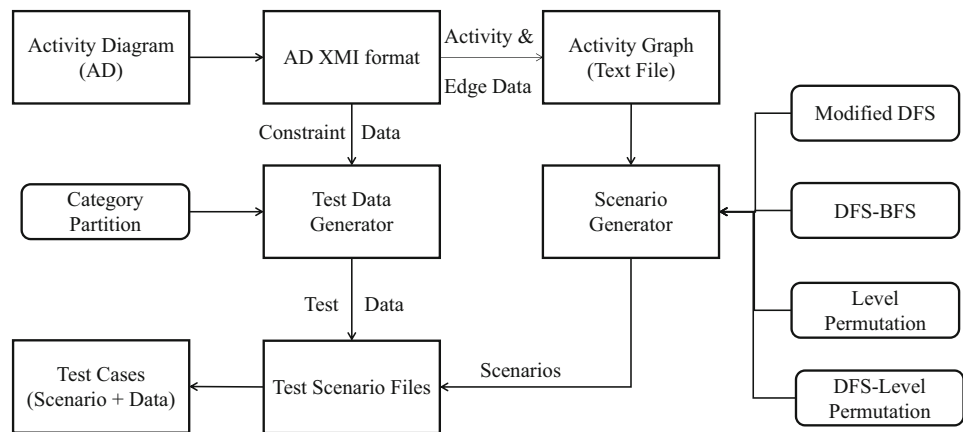 Activity Diagram
(AD)
AD XMI format
Activity &
Edge Data
Activity Graph
(Text File)
Constraint Data
Modified DFS
Category
Partition
Test Data
Generator
Scenario
Generator
DFS-BFS
Test Data
Level
Permutation
Test Cases
(Scenario + Data)
Test Scenario Files
Scenarios
DFS-Level
Permutation